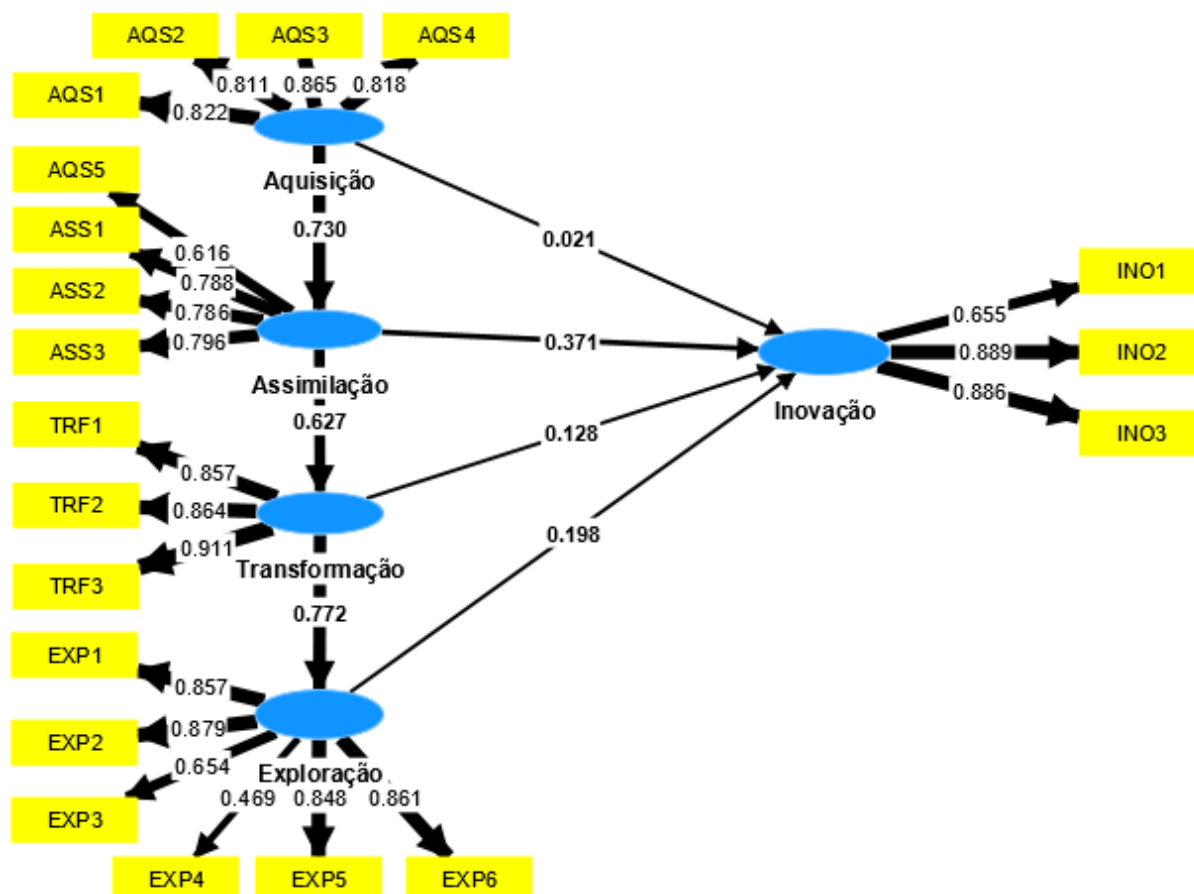 AQS2
AQS3
AQS4
0.811
0.865
0.818
AQS1
0.822
AQS5
Aquisição
ASS1
0.730
0.021
0.616
0.788
INO1
ASS2
0.786
0.655
ASS3
0.796
0.371
0.889
INO2
Assimilação
0.886
Inovação
TRF1
0.627
0.128
INO3
0.857
TRF2
0.864
0.911
0.198
TRF3
Transformação
0.772
EXP1
0.857
EXP2
0.879
0.654
Exploração
EXP3
0.469
0.848
0.861
EXP4
EXP5
EXP6